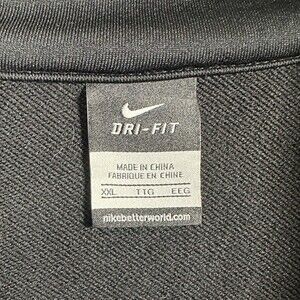 DRI-FIT
MADE IN CHINA
FABRIQUÉ EN CHINE
XXL TTG EEG
nikebetterworld.com